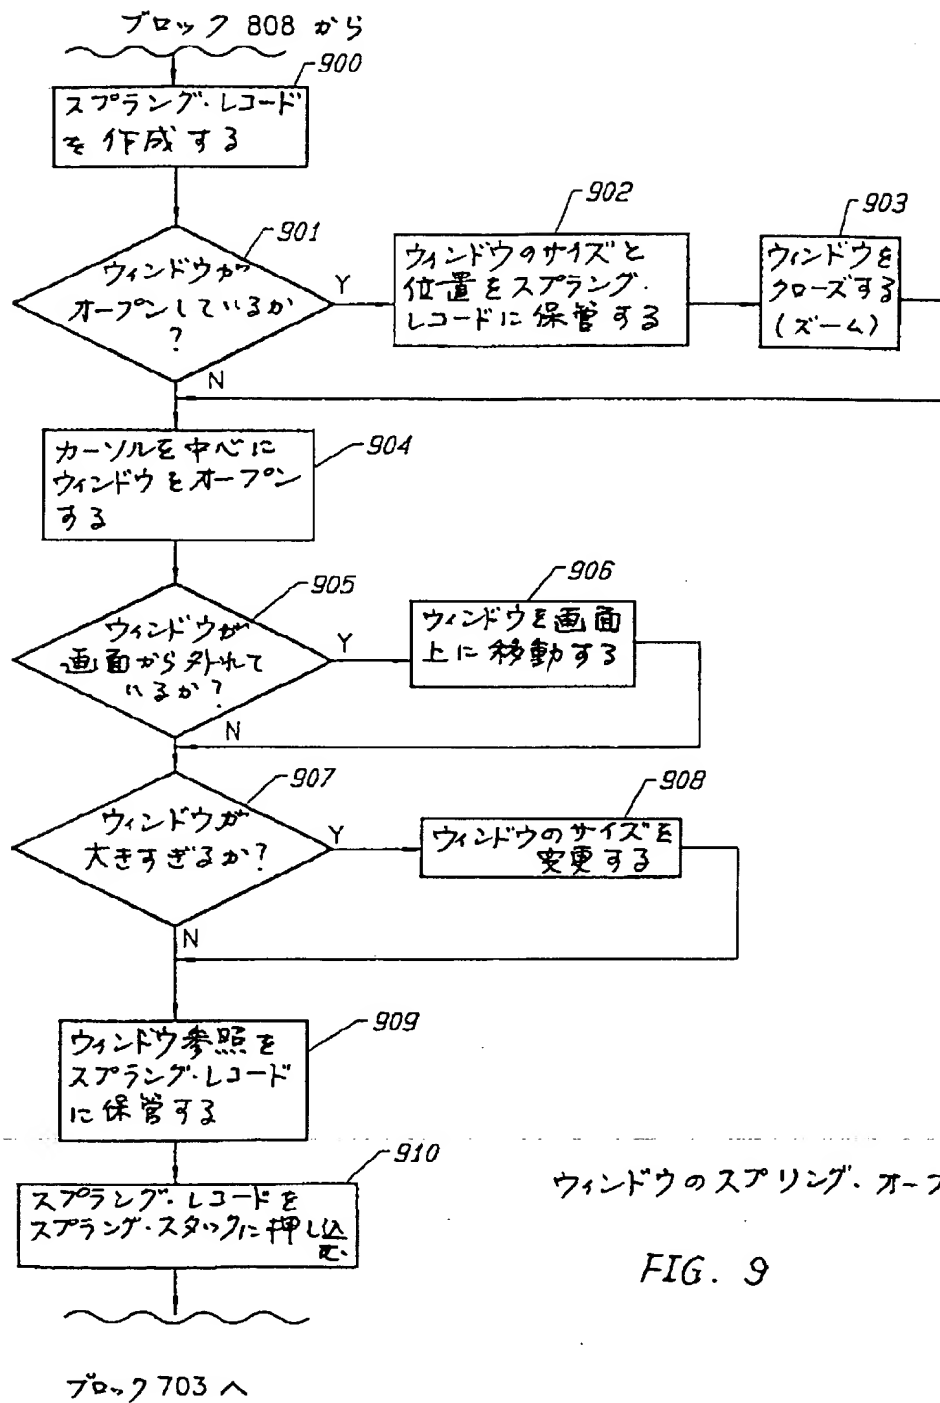 ブロック 808 から
900
スプラング・レコード
を作成する
901
ウィンドウが
オープンしているか
?
Y
N
902
ウィンドウのサイズと
位置をスプラング・
レコードに保管する
903
ウィンドウを
クローズする
(ズーム)
904
カーソルを中心に
ウィンドウをオープン
する
905
ウィンドウが
画面から外れて
いるか?
Y
N
906
ウィンドウを画面
上に移動する
907
ウィンドウが
大きすぎるか?
Y
N
908
ウィンドウのサイズを
変更する
909
ウィンドウ参照を
スプラング・レコード
に保管する
910
スプラング・レコードを
スプラング・スタックに押し込
む
ウィンドウのスプリング・オープ
FIG. 9
ブロック 703 へ